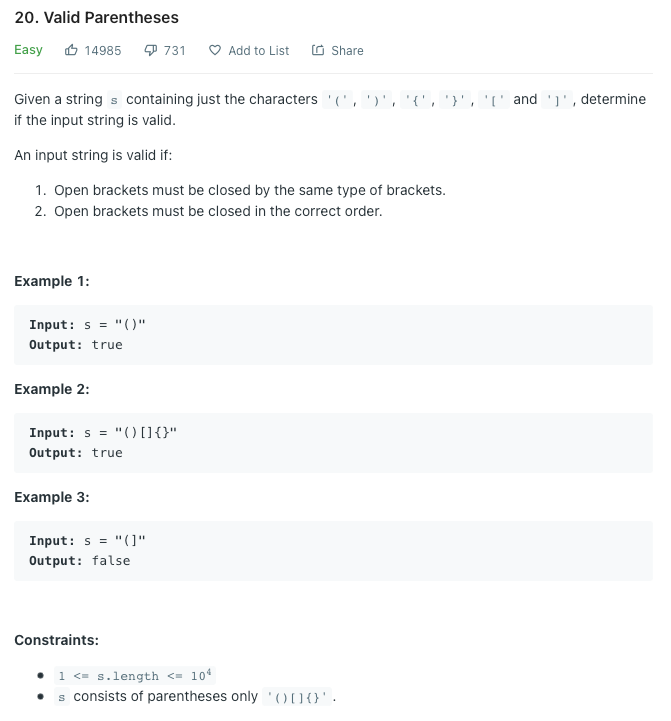 20. Valid Parentheses
Easy 14985 731 Add to List Share
Given a string s containing just the characters '(', ')', '{', '}', '[' and ']', determine
if the input string is valid.
An input string is valid if:
1. Open brackets must be closed by the same type of brackets.
2. Open brackets must be closed in the correct order.
Example 1:
Input: s = "()"
Output: true
Example 2:
Input: s = "()[]{}"
Output: true
Example 3:
Input: s = "(]"
Output: false
Constraints:
• 1 <= s.length <= 10⁴
• s consists of parentheses only '()[]{}'.